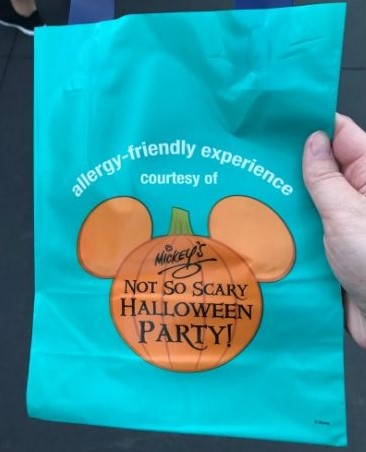 allergy-friendly experience
courtesy of
© MICKEY'S
NOT SO SCARY
HALLOWEEN
PARTY!